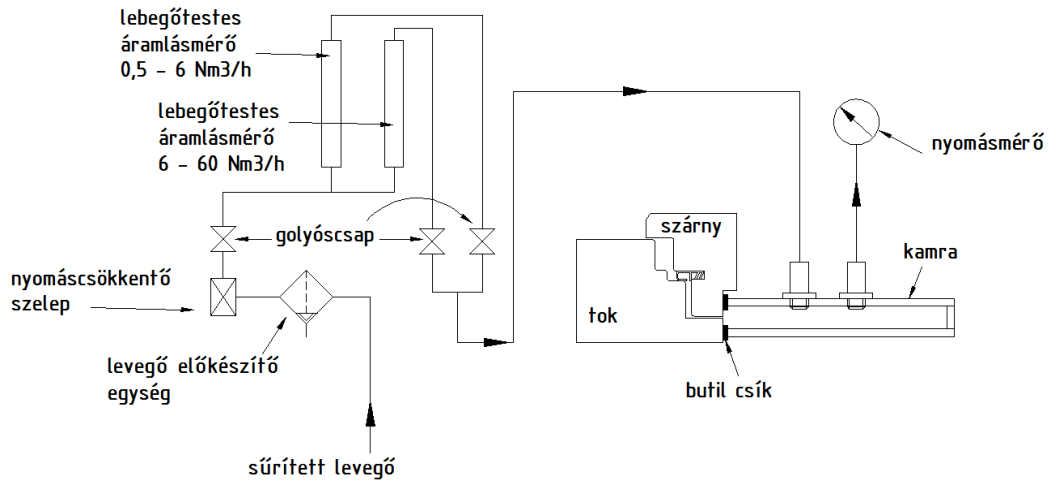 lebegőtestes
áramlásmérő
0,5 – 6 Nm3/h
lebegőtestes
áramlásmérő
6 – 60 Nm3/h
nyomásmérő
golyóscsap
szárny
kamra
nyomáscsökkentő
szelep
tok
levegő előkészítő
egység
butil csík
sűrített levegő